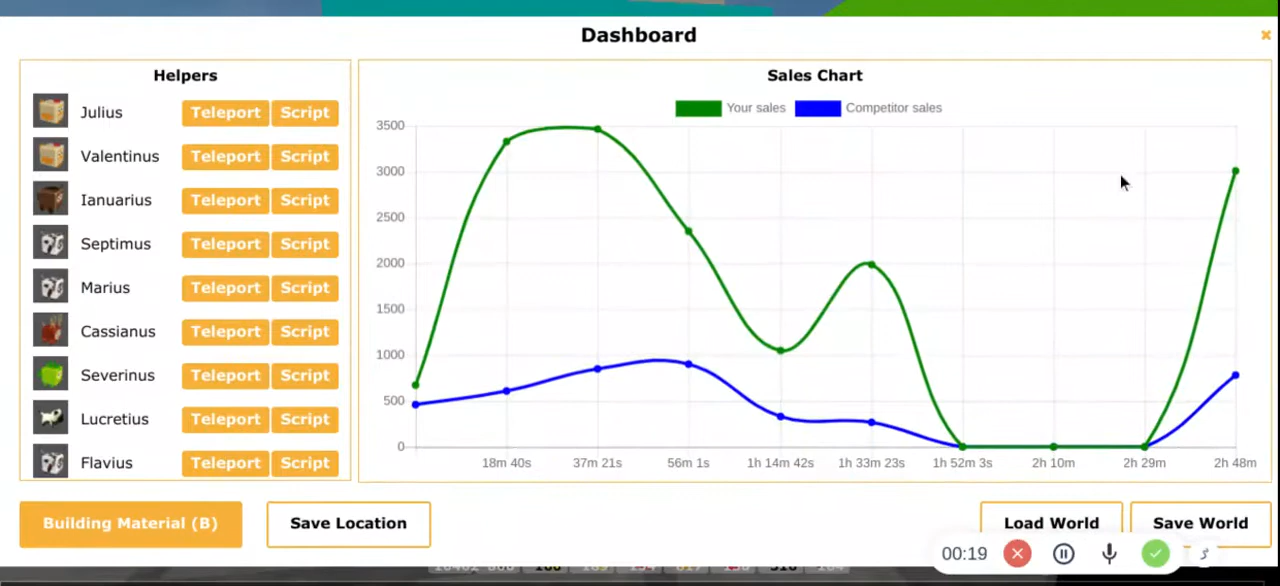 Dashboard
Helpers
Julius Teleport Script
Valentinus Teleport Script
Ianuarius Teleport Script
Septimus Teleport Script
Marius Teleport Script
Cassianus Teleport Script
Severinus Teleport Script
Lucretius Teleport Script
Flavius Teleport Script
Sales Chart
Your sales Competitor sales
3500
3000
2500
2000
1500
1000
500
0
18m 40s 37m 21s 56m 1s 1h 14m 42s 1h 33m 23s 1h 52m 3s 2h 10m 2h 29m 2h 48m
Building Material (B) Save Location Load World Save World
00:19